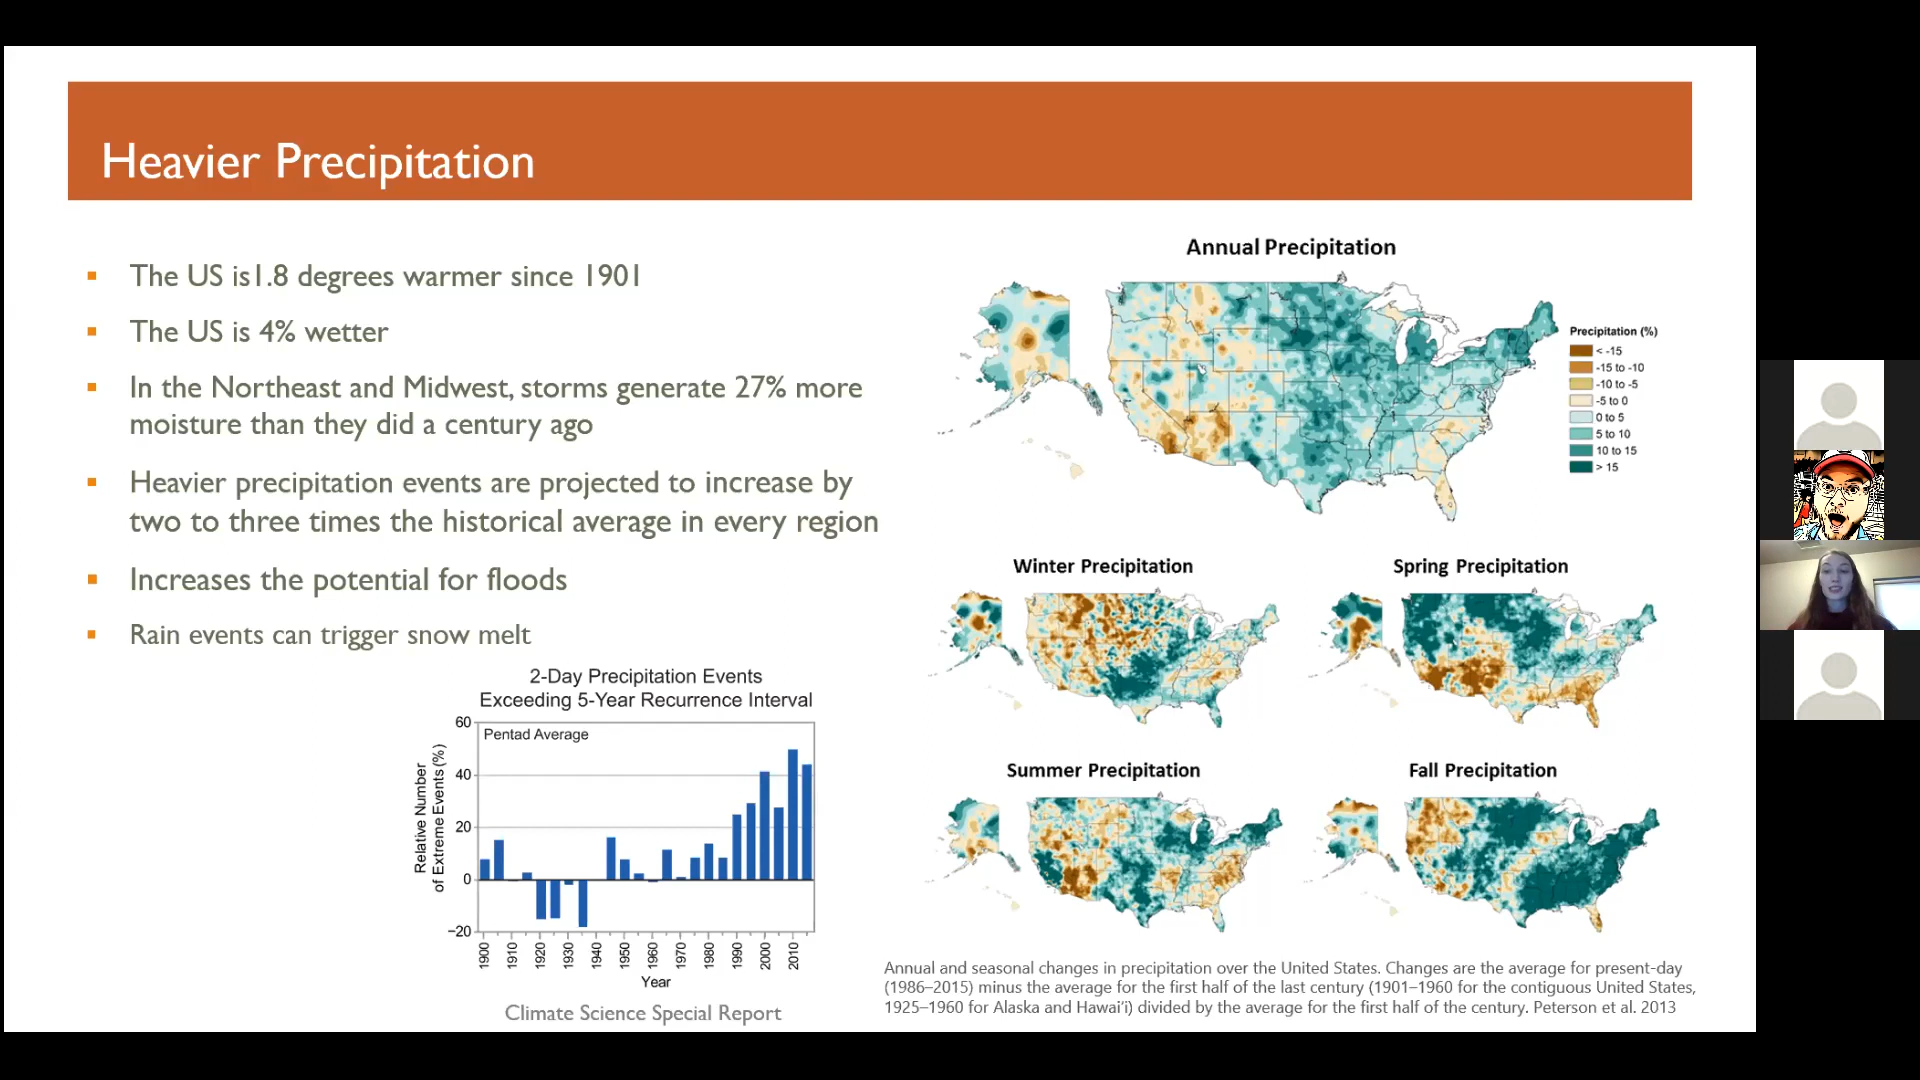 Heavier Precipitation
The US is1.8 degrees warmer since 1901
The US is 4% wetter
In the Northeast and Midwest, storms generate 27% more
moisture than they did a century ago
Heavier precipitation events are projected to increase by
two to three times the historical average in every region
Increases the potential for floods
Rain events can trigger snow melt
2-Day Precipitation Events
Exceeding 5-Year Recurrence Interval
Pentad Average
60
40
20
0
−20
Relative Number
of Extreme Events (%)
1900
1910
1920
1930
1940
1950
1960
1970
1980
1990
2000
2010
Year
Climate Science Special Report
Annual Precipitation
Precipitation (%)
< -15
-15 to -10
-10 to -5
-5 to 0
0 to 5
5 to 10
10 to 15
> 15
Winter Precipitation
Spring Precipitation
Summer Precipitation
Fall Precipitation
Annual and seasonal changes in precipitation over the United States. Changes are the average for present-day
(1986–2015) minus the average for the first half of the last century (1901–1960 for the contiguous United States,
1925–1960 for Alaska and Hawai'i) divided by the average for the first half of the century. Peterson et al. 2013